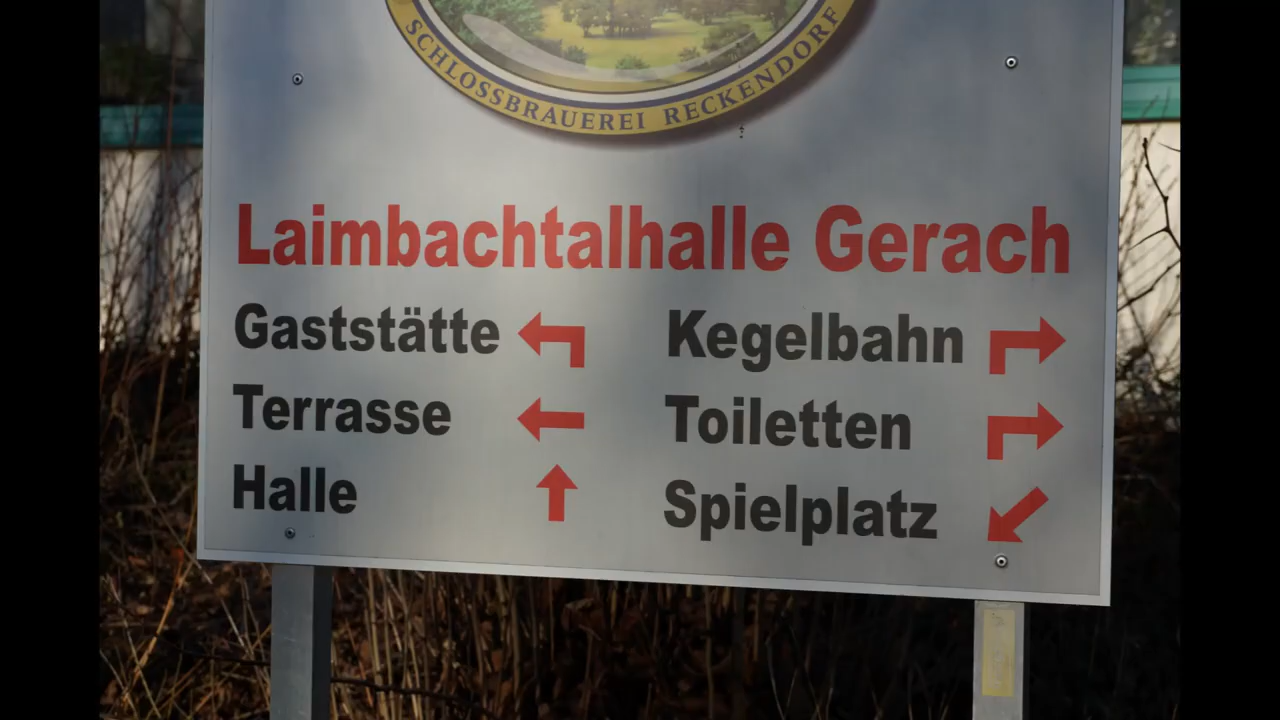 SCHLOSSBRAUEREI RECKENDORF
Laimbachtalhalle Gerach
Gaststätte
Terrasse
Halle
Kegelbahn
Toiletten
Spielplatz